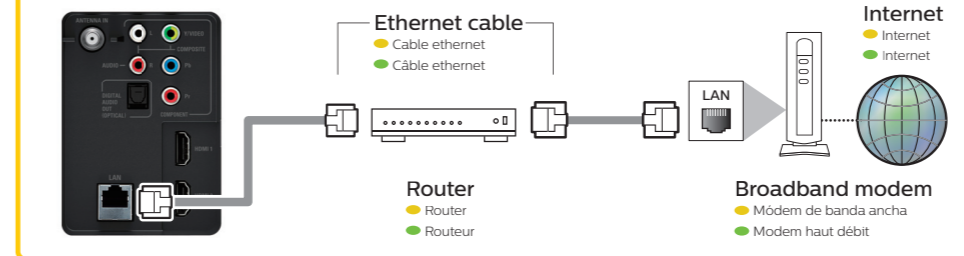 ANTENNA IN
L
Y/VIDEO
COMPOSITE
AUDIO
R
Pb
DIGITAL
AUDIO
OUT
(OPTICAL)
Pr
COMPONENT
HDMI 1
LAN
Ethernet cable
Cable ethernet
Câble ethernet
Router
Router
Routeur
LAN
Internet
Internet
Internet
Broadband modem
Módem de banda ancha
Modem haut débit